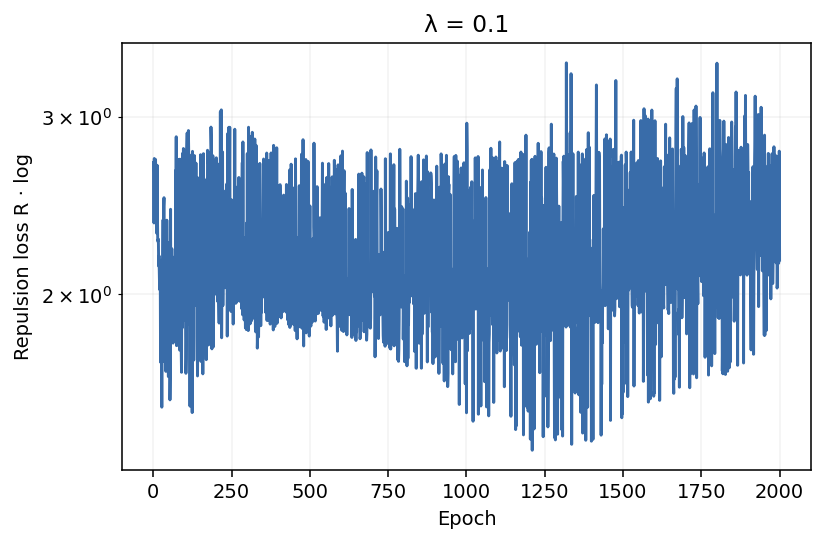 λ = 0.1
Repulsion loss R · log
3 × 10⁰
2 × 10⁰
0 250 500 750 1000 1250 1500 1750 2000
Epoch